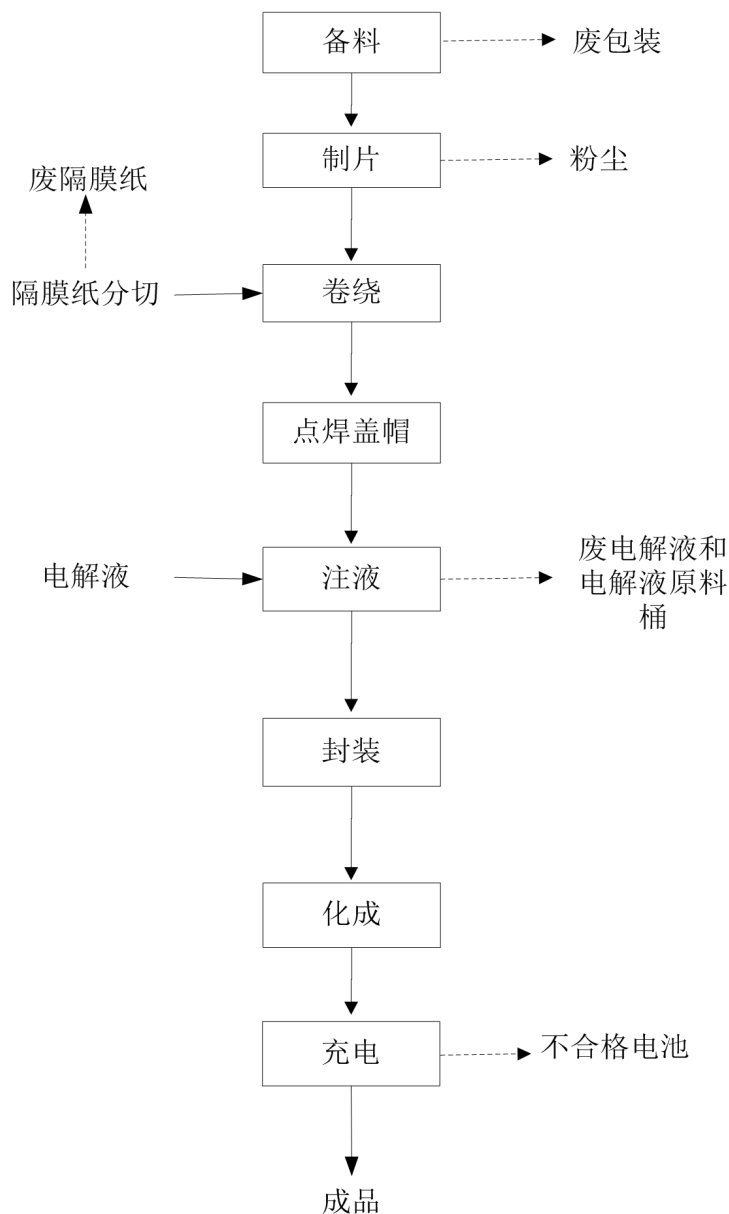 备料
废包装
制片
粉尘
废隔膜纸
隔膜纸分切
卷绕
点焊盖帽
电解液
注液
废电解液和
电解液原料
桶
封装
化成
充电
不合格电池
成品